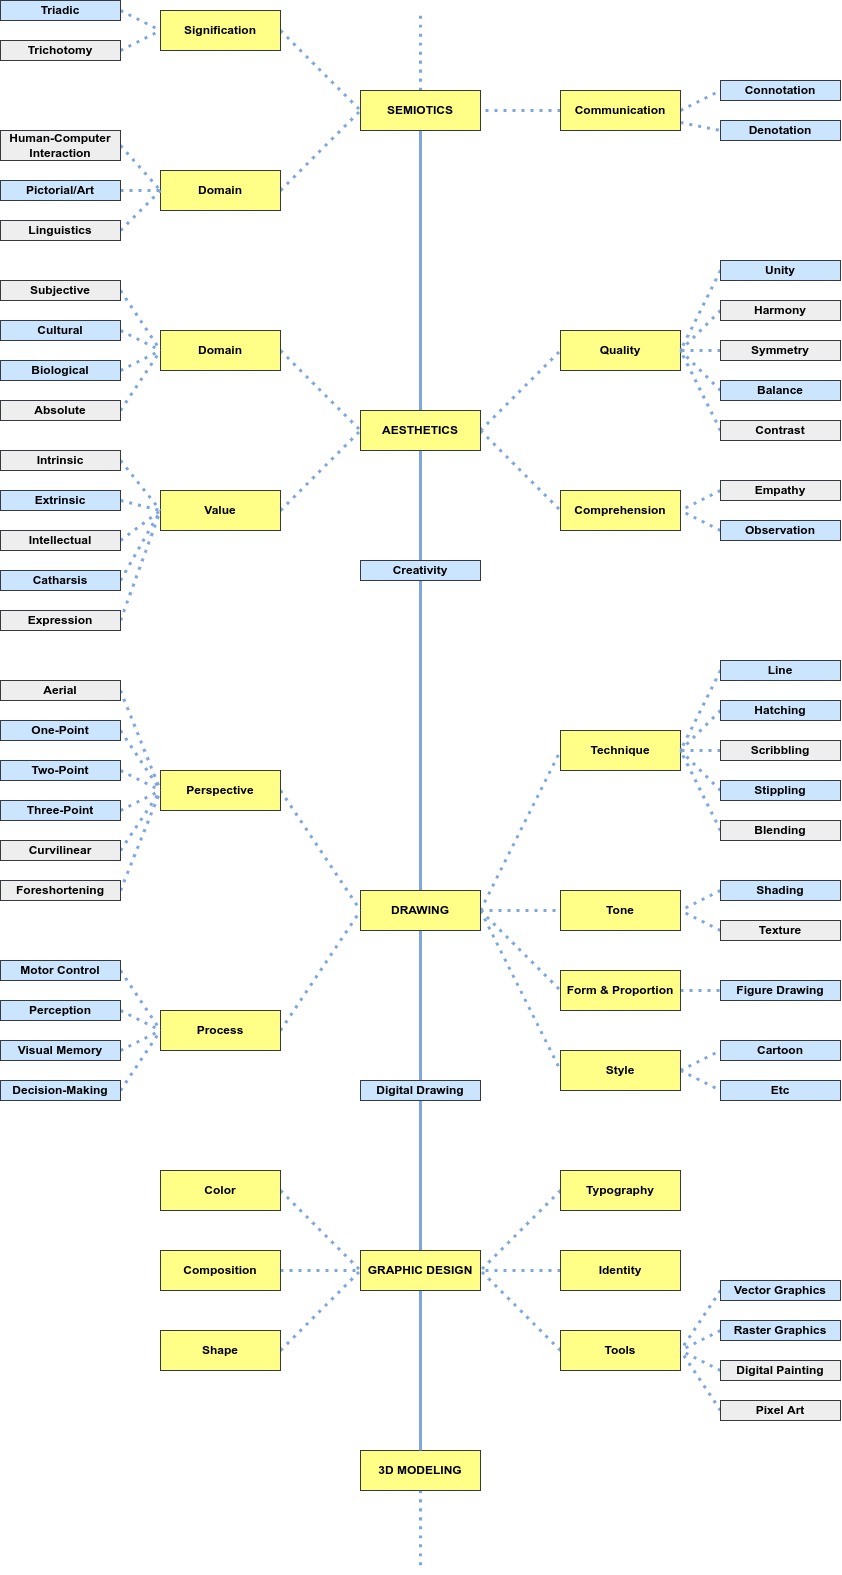 Triadic
Signification
Trichotomy
Connotation
SEMIOTICS
Communication
Denotation
Human-Computer
Interaction
Pictorial/Art
Domain
Linguistics
Unity
Subjective
Harmony
Cultural
Domain
Quality
Symmetry
Biological
Balance
Absolute
AESTHETICS
Contrast
Intrinsic
Empathy
Extrinsic
Value
Comprehension
Observation
Intellectual
Creativity
Catharsis
Expression
Line
Aerial
Hatching
One-Point
Technique
Scribbling
Two-Point
Perspective
Stippling
Three-Point
Blending
Curvilinear
Foreshortening
Shading
DRAWING
Tone
Texture
Motor Control
Form & Proportion
Figure Drawing
Perception
Process
Visual Memory
Cartoon
Style
Decision-Making
Digital Drawing
Etc
Color
Typography
Composition
GRAPHIC DESIGN
Identity
Vector Graphics
Raster Graphics
Shape
Tools
Digital Painting
Pixel Art
3D MODELING